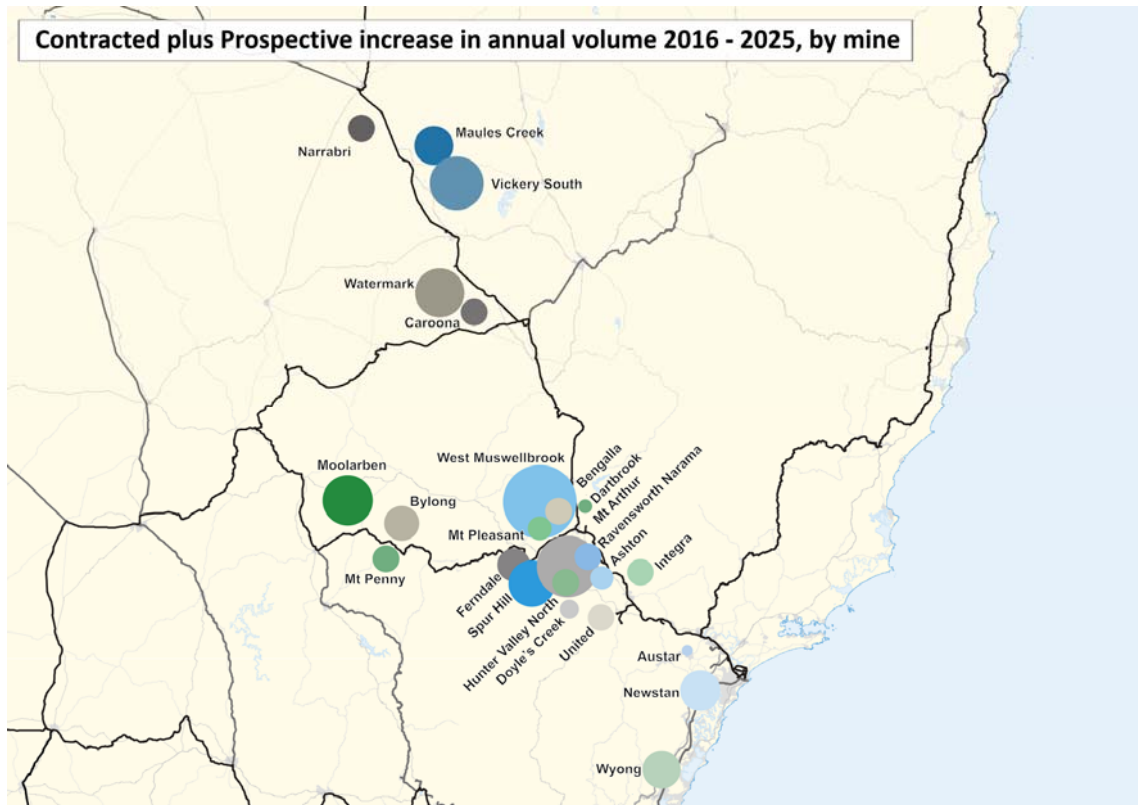 Contracted plus Prospective increase in annual volume 2016 - 2025, by mine
Maules Creek
Narrabri
Vickery South
Watermark
Caroona
West Muswellbrook
Bengalla
Dartbrook
Mt Arthur
Ravensworth Narama
Ashton
Integra
Moolarben
Bylong
Mt Pleasant
Mt Penny
Ferndale
Spur Hill
Hunter Valley North
Doyle's Creek
United
Austar
Newstan
Wyong